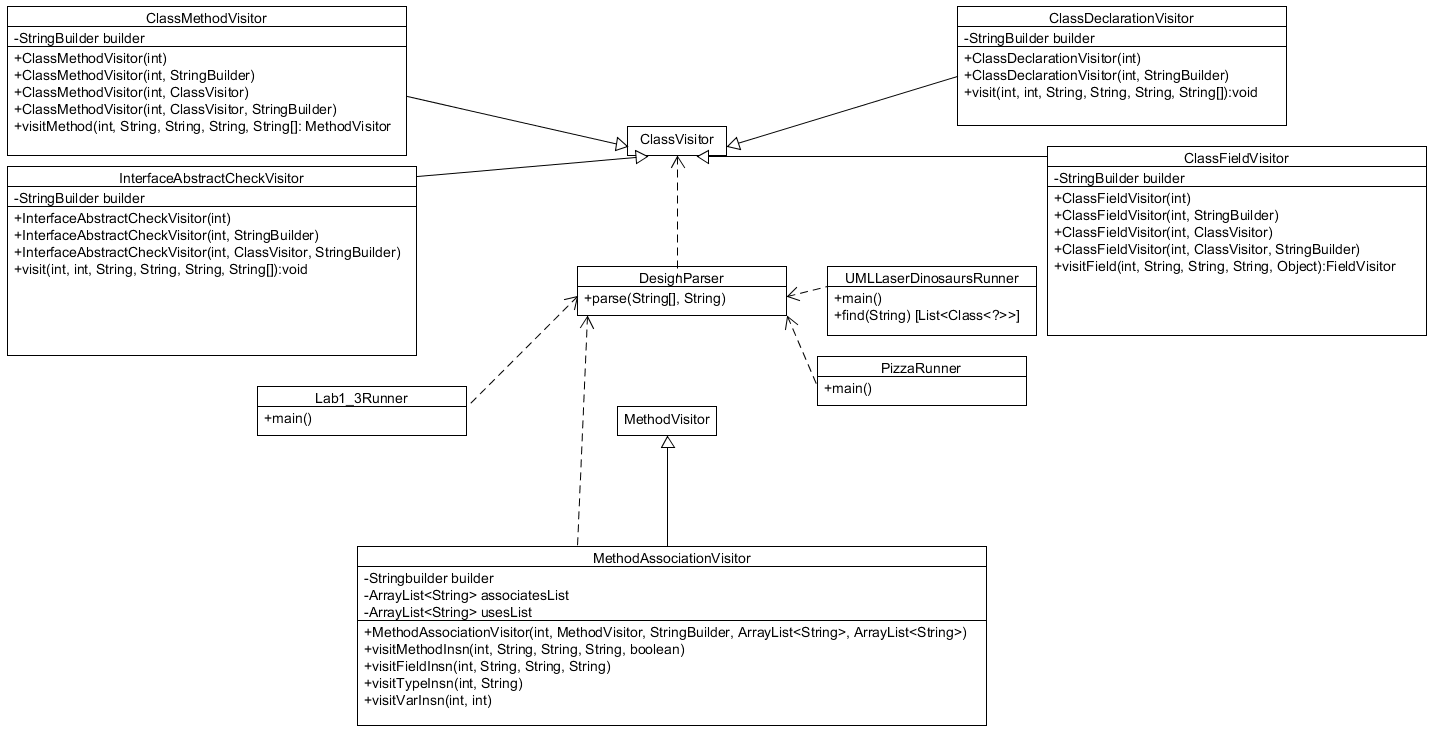 ClassMethodVisitor
-StringBuilder builder
+ClassMethodVisitor(int)
+ClassMethodVisitor(int, StringBuilder)
+ClassMethodVisitor(int, ClassVisitor)
+ClassMethodVisitor(int, ClassVisitor, StringBuilder)
+visitMethod(int, String, String, String, String[]: MethodVisitor
ClassDeclarationVisitor
-StringBuilder builder
+ClassDeclarationVisitor(int)
+ClassDeclarationVisitor(int, StringBuilder)
+visit(int, int, String, String, String, String[]):void
ClassVisitor
InterfaceAbstractCheckVisitor
-StringBuilder builder
+InterfaceAbstractCheckVisitor(int)
+InterfaceAbstractCheckVisitor(int, StringBuilder)
+InterfaceAbstractCheckVisitor(int, ClassVisitor, StringBuilder)
+visit(int, int, String, String, String, String[]):void
ClassFieldVisitor
-StringBuilder builder
+ClassFieldVisitor(int)
+ClassFieldVisitor(int, StringBuilder)
+ClassFieldVisitor(int, ClassVisitor)
+ClassFieldVisitor(int, ClassVisitor, StringBuilder)
+visitField(int, String, String, String, Object):FieldVisitor
DesignParser
+parse(String[], String)
UMLLaserDinosaursRunner
+main()
+find(String) [List<Class<?>>]
PizzaRunner
+main()
Lab1_3Runner
+main()
MethodVisitor
MethodAssociationVisitor
-Stringbuilder builder
-ArrayList<String> associatesList
-ArrayList<String> usesList
+MethodAssociationVisitor(int, MethodVisitor, StringBuilder, ArrayList<String>, ArrayList<String>)
+visitMethodInsn(int, String, String, String, boolean)
+visitFieldInsn(int, String, String, String)
+visitTypeInsn(int, String)
+visitVarInsn(int, int)